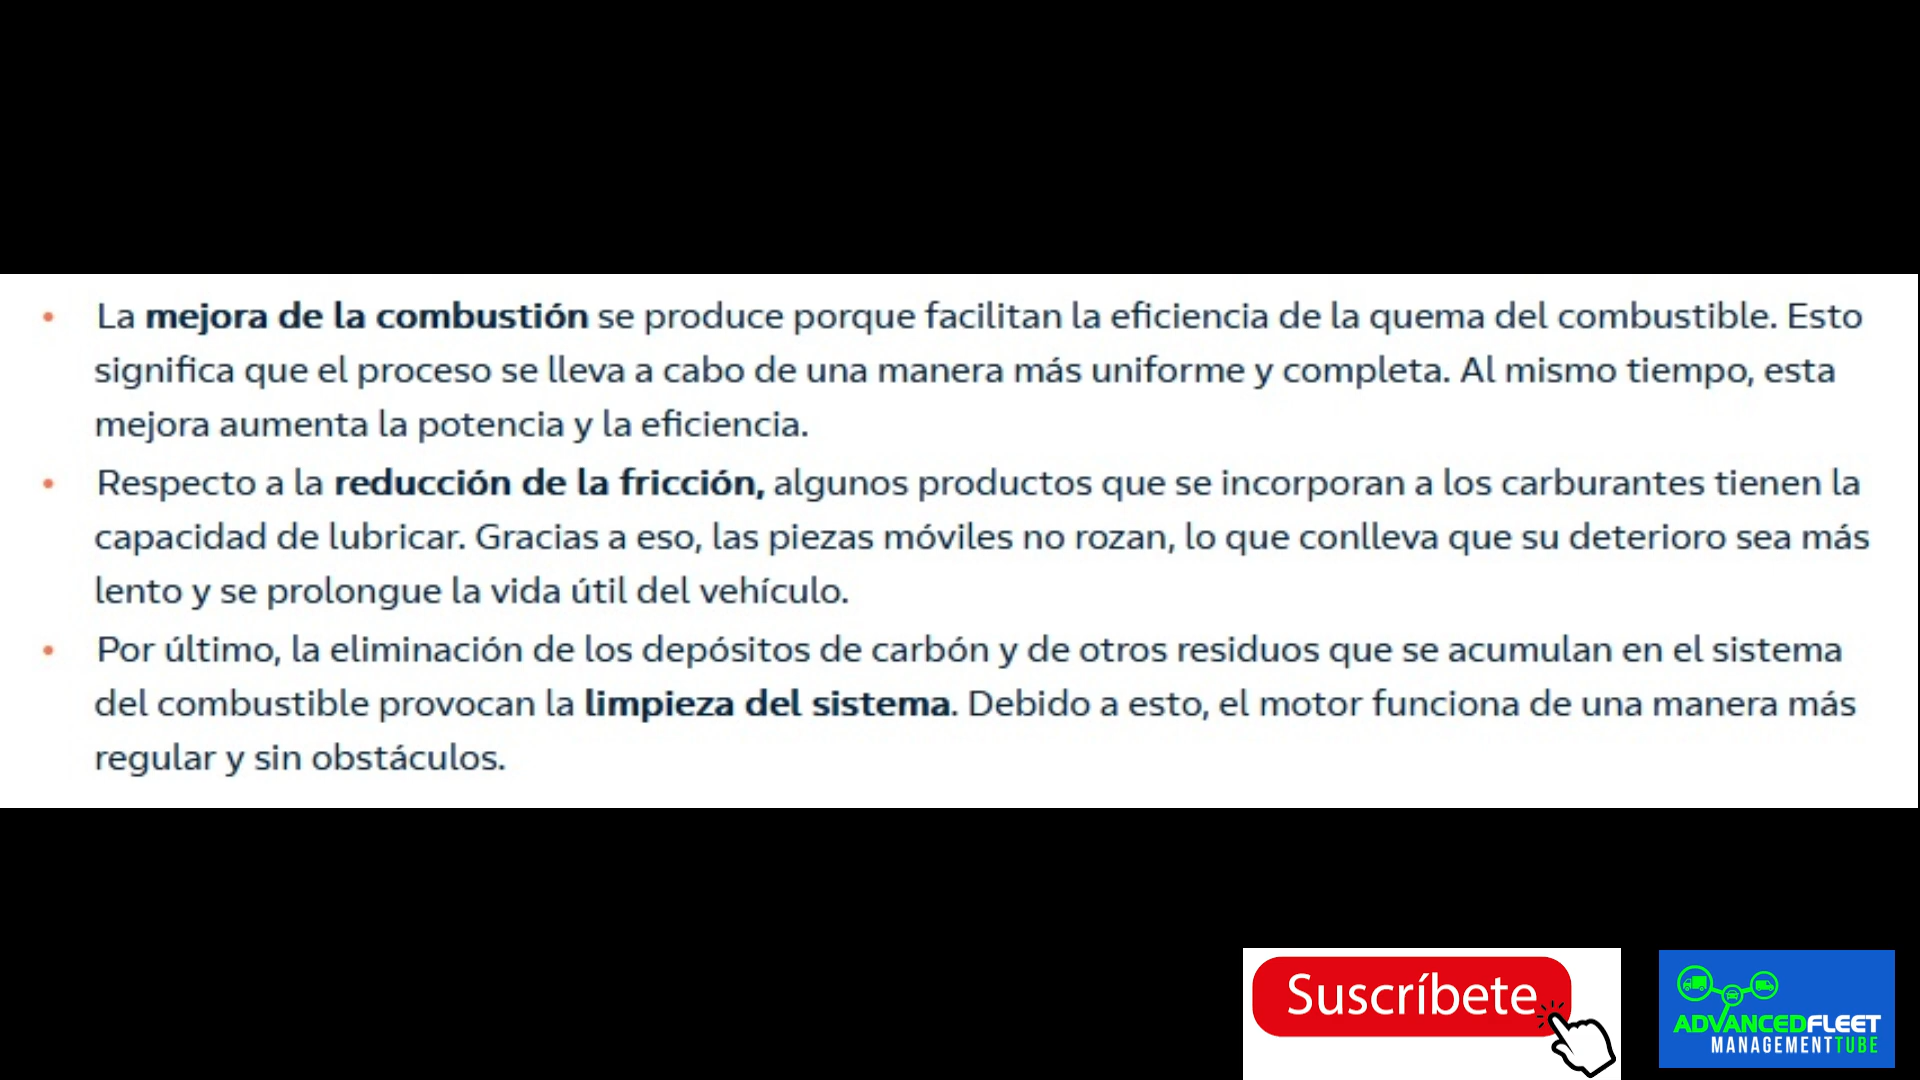 • La mejora de la combustión se produce porque facilitan la eficiencia de la quema del combustible. Esto
significa que el proceso se lleva a cabo de una manera más uniforme y completa. Al mismo tiempo, esta
mejora aumenta la potencia y la eficiencia.
• Respecto a la reducción de la fricción, algunos productos que se incorporan a los carburantes tienen la
capacidad de lubricar. Gracias a eso, las piezas móviles no rozan, lo que conlleva que su deterioro sea más
lento y se prolongue la vida útil del vehículo.
• Por último, la eliminación de los depósitos de carbón y de otros residuos que se acumulan en el sistema
del combustible provocan la limpieza del sistema. Debido a esto, el motor funciona de una manera más
regular y sin obstáculos.
Suscríbete
ADVANCEDFLEET
MANAGEMENTTUBE